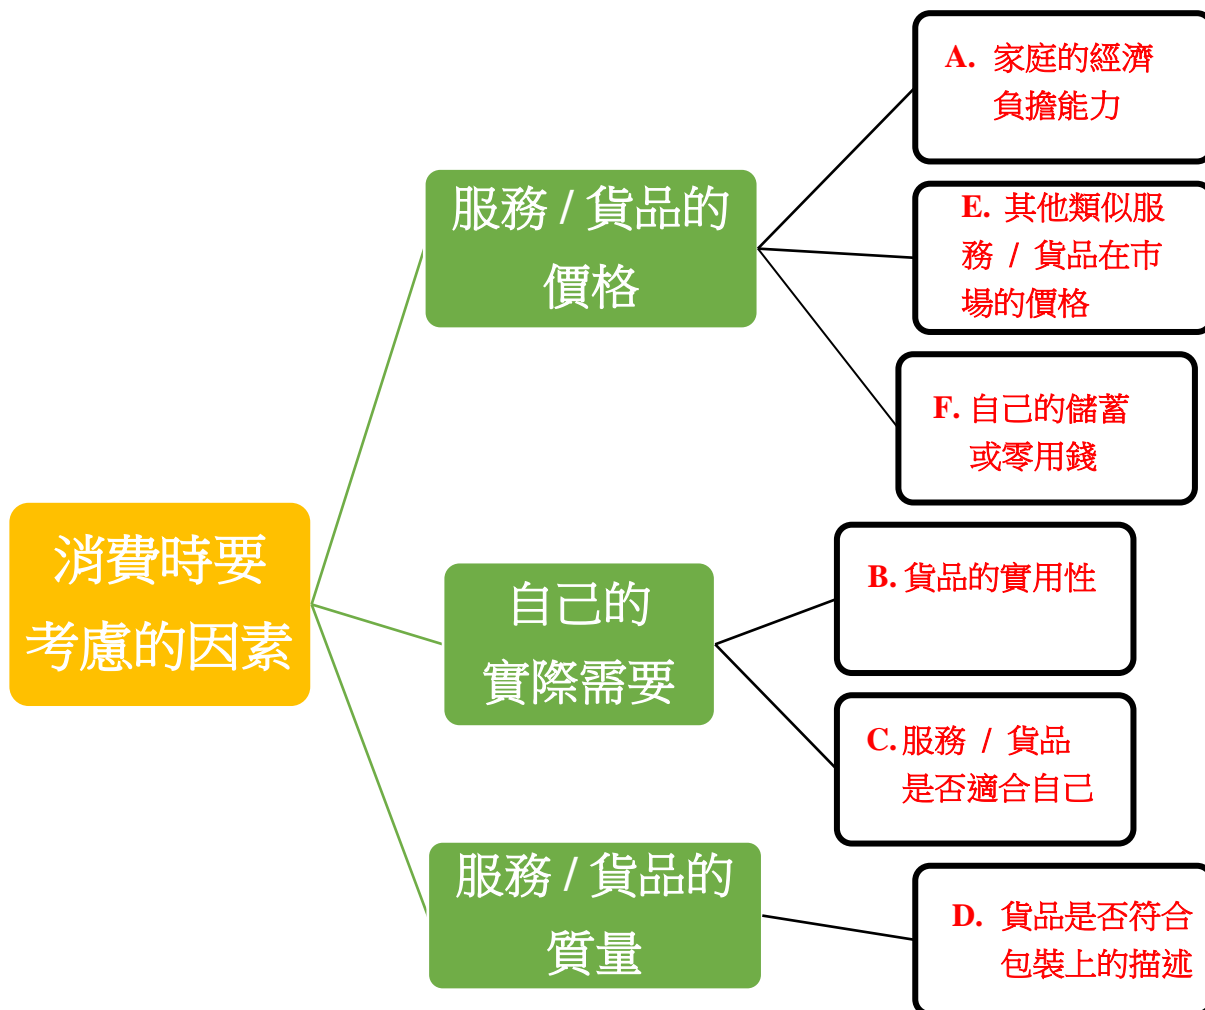 消費時要
考慮的因素
服務 / 貨品的
價格
A. 家庭的經濟
負擔能力
E. 其他類似服
務 / 貨品在市
場的價格
F. 自己的儲蓄
或零用錢
自己的
實際需要
B. 貨品的實用性
C. 服務 / 貨品
是否適合自己
服務 / 貨品的
質量
D. 貨品是否符合
包裝上的描述